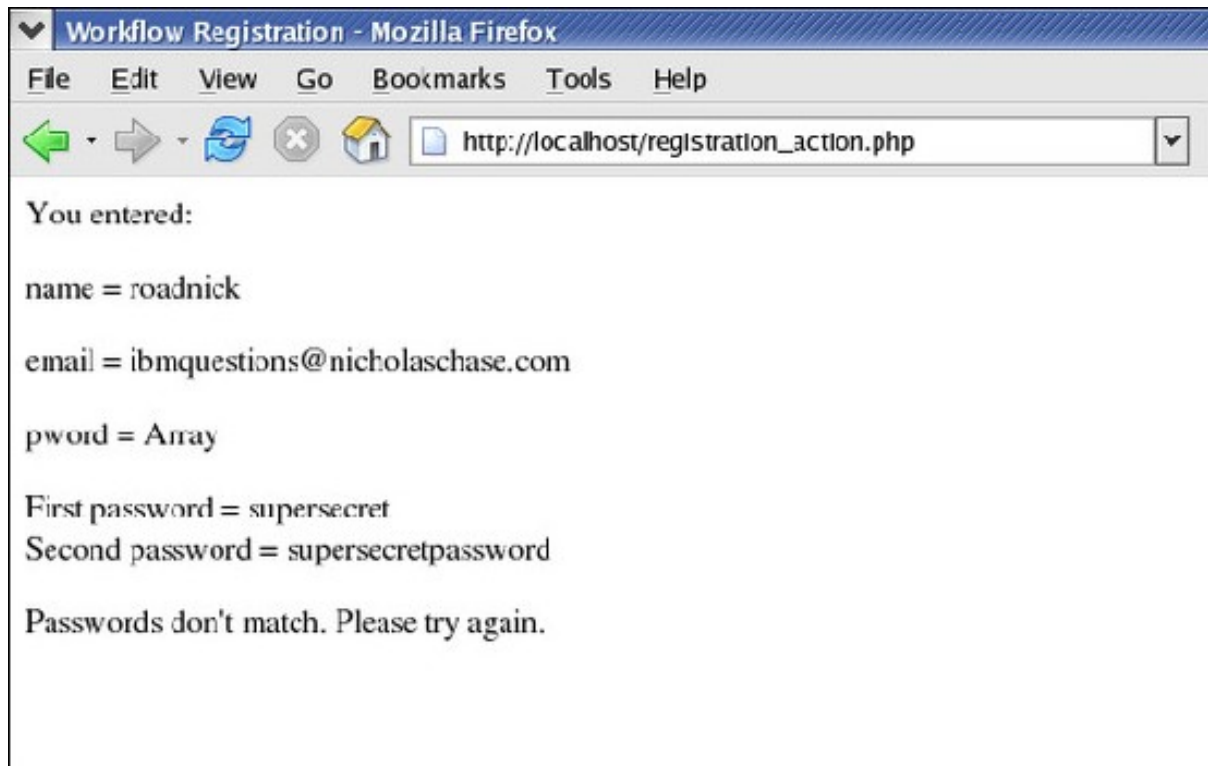 Workflow Registration - Mozilla Firefox
File Edit View Go Bookmarks Tools Help
http://localhost/registration_action.php
You entered:
name = roadnick
email = ibmquestions@nicholaschase.com
pword = Array
First password = supersecret
Second password = supersecretpassword
Passwords don't match. Please try again.